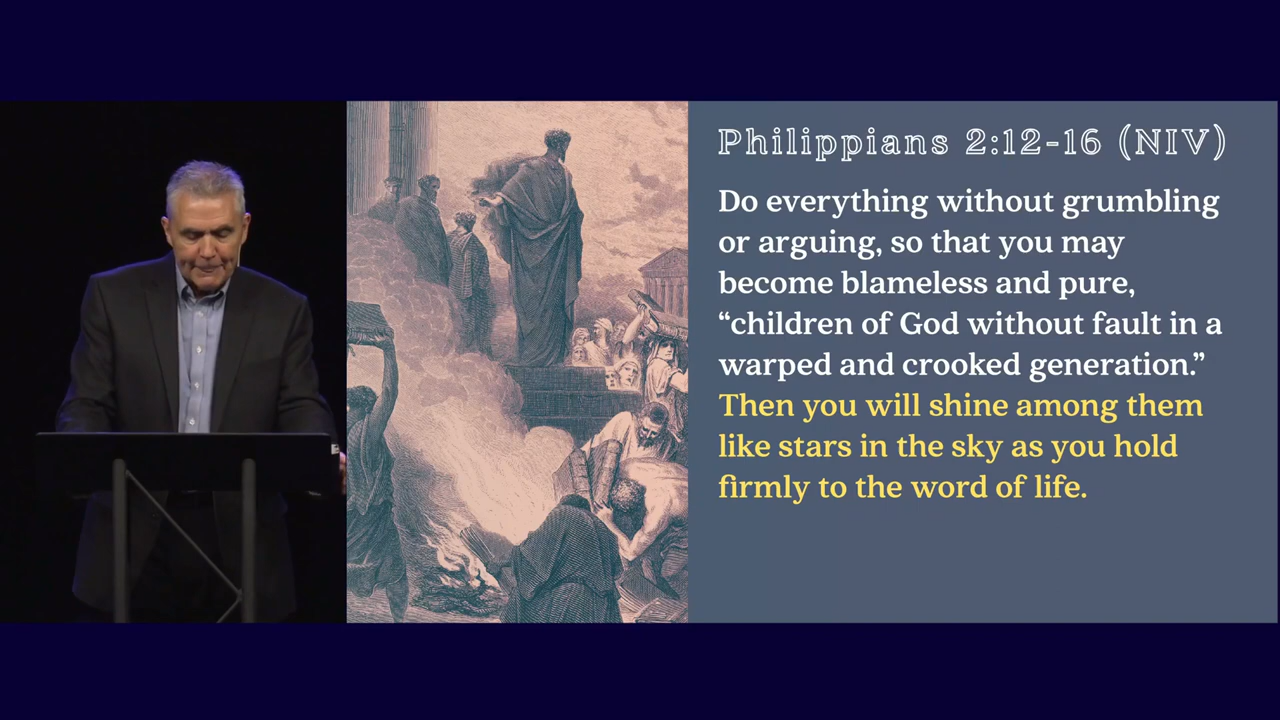 Philippians 2:12-16 (NIV)
Do everything without grumbling
or arguing, so that you may
become blameless and pure,
“children of God without fault in a
warped and crooked generation.”
Then you will shine among them
like stars in the sky as you hold
firmly to the word of life.